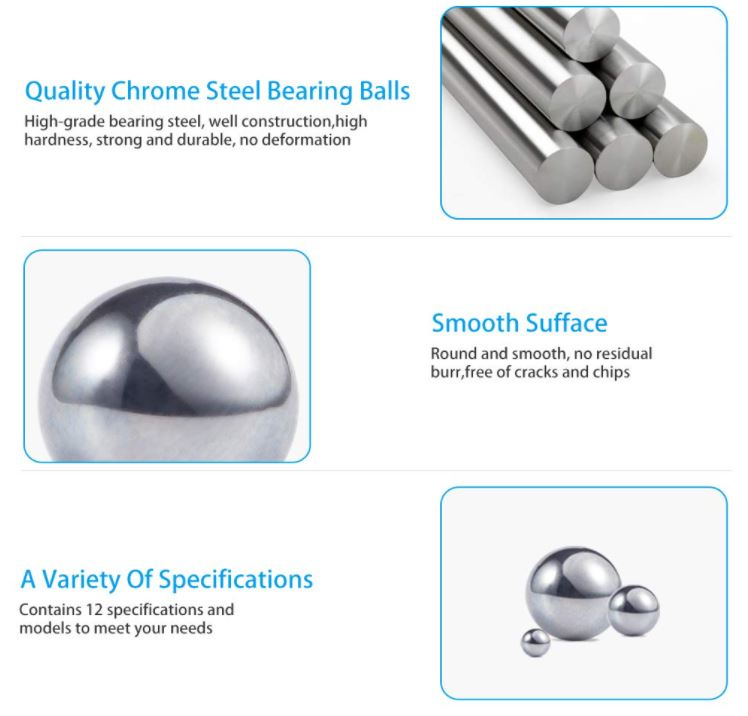 Quality Chrome Steel Bearing Balls
High-grade bearing steel, well construction,high
hardness, strong and durable, no deformation
Smooth Sufface
Round and smooth, no residual
burr,free of cracks and chips
A Variety Of Specifications
Contains 12 specifications and
models to meet your needs